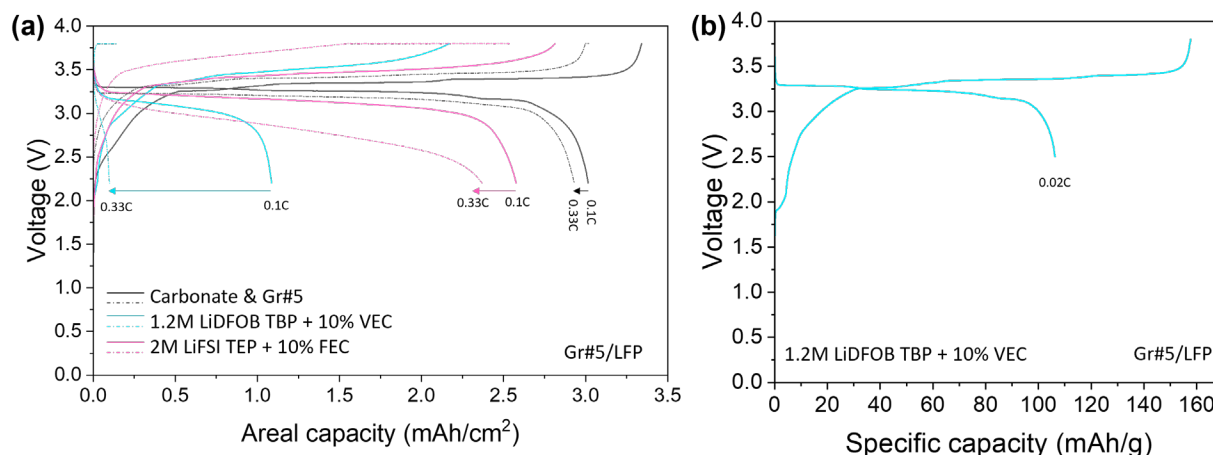 (a)
4.0
3.5
3.0
2.5
2.0
1.5
1.0
0.5
0.0
Voltage (V)
0.33C
0.1C
0.33C
0.1C
0.33C
0.1C
Carbonate & Gr#5
1.2M LiDFOB TBP + 10% VEC
2M LiFSI TEP + 10% FEC
Gr#5/LFP
0.0 0.5 1.0 1.5 2.0 2.5 3.0 3.5
Areal capacity (mAh/cm²)
(b)
4.0
3.5
3.0
2.5
2.0
1.5
1.0
0.5
0.0
Voltage (V)
0.02C
1.2M LiDFOB TBP + 10% VEC Gr#5/LFP
0 20 40 60 80 100 120 140 160
Specific capacity (mAh/g)